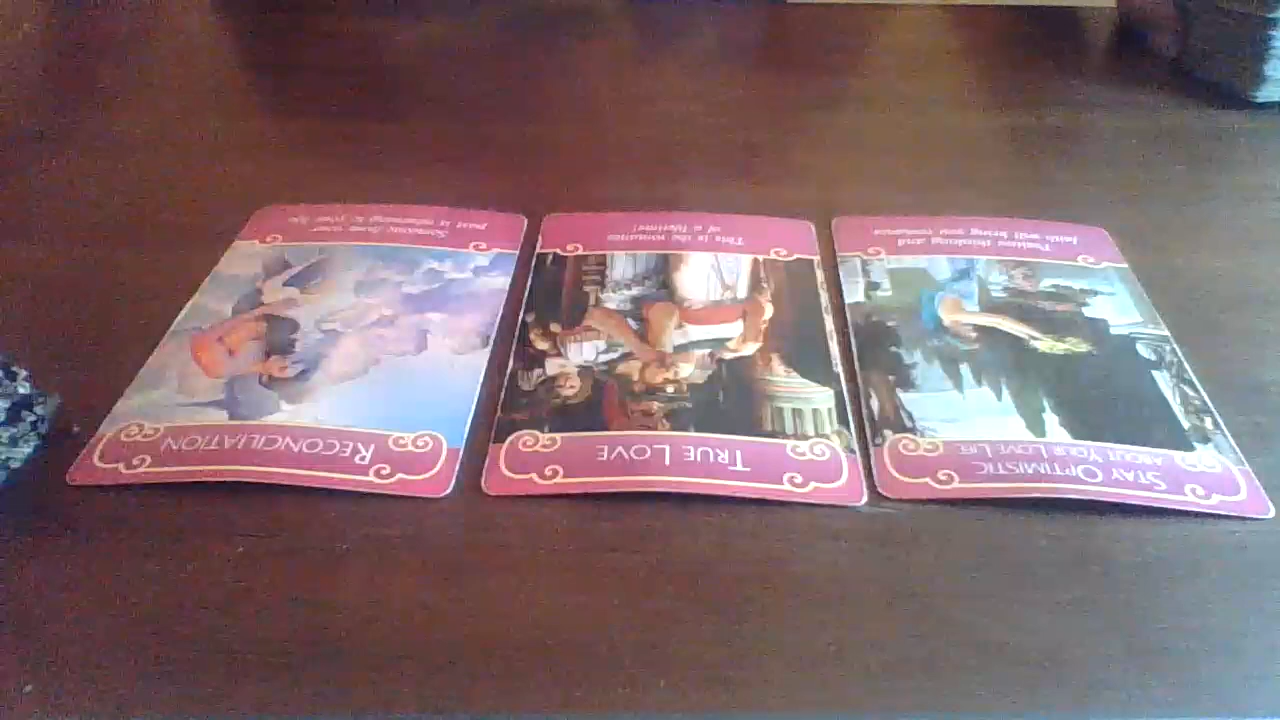 RECONCILIATION
Someone from your
past is returning to your life
TRUE LOVE
This is the romance
of a lifetime!
STAY OPTIMISTIC
ABOUT YOUR LOVE LIFE
Positive thinking and
faith will bring you romance